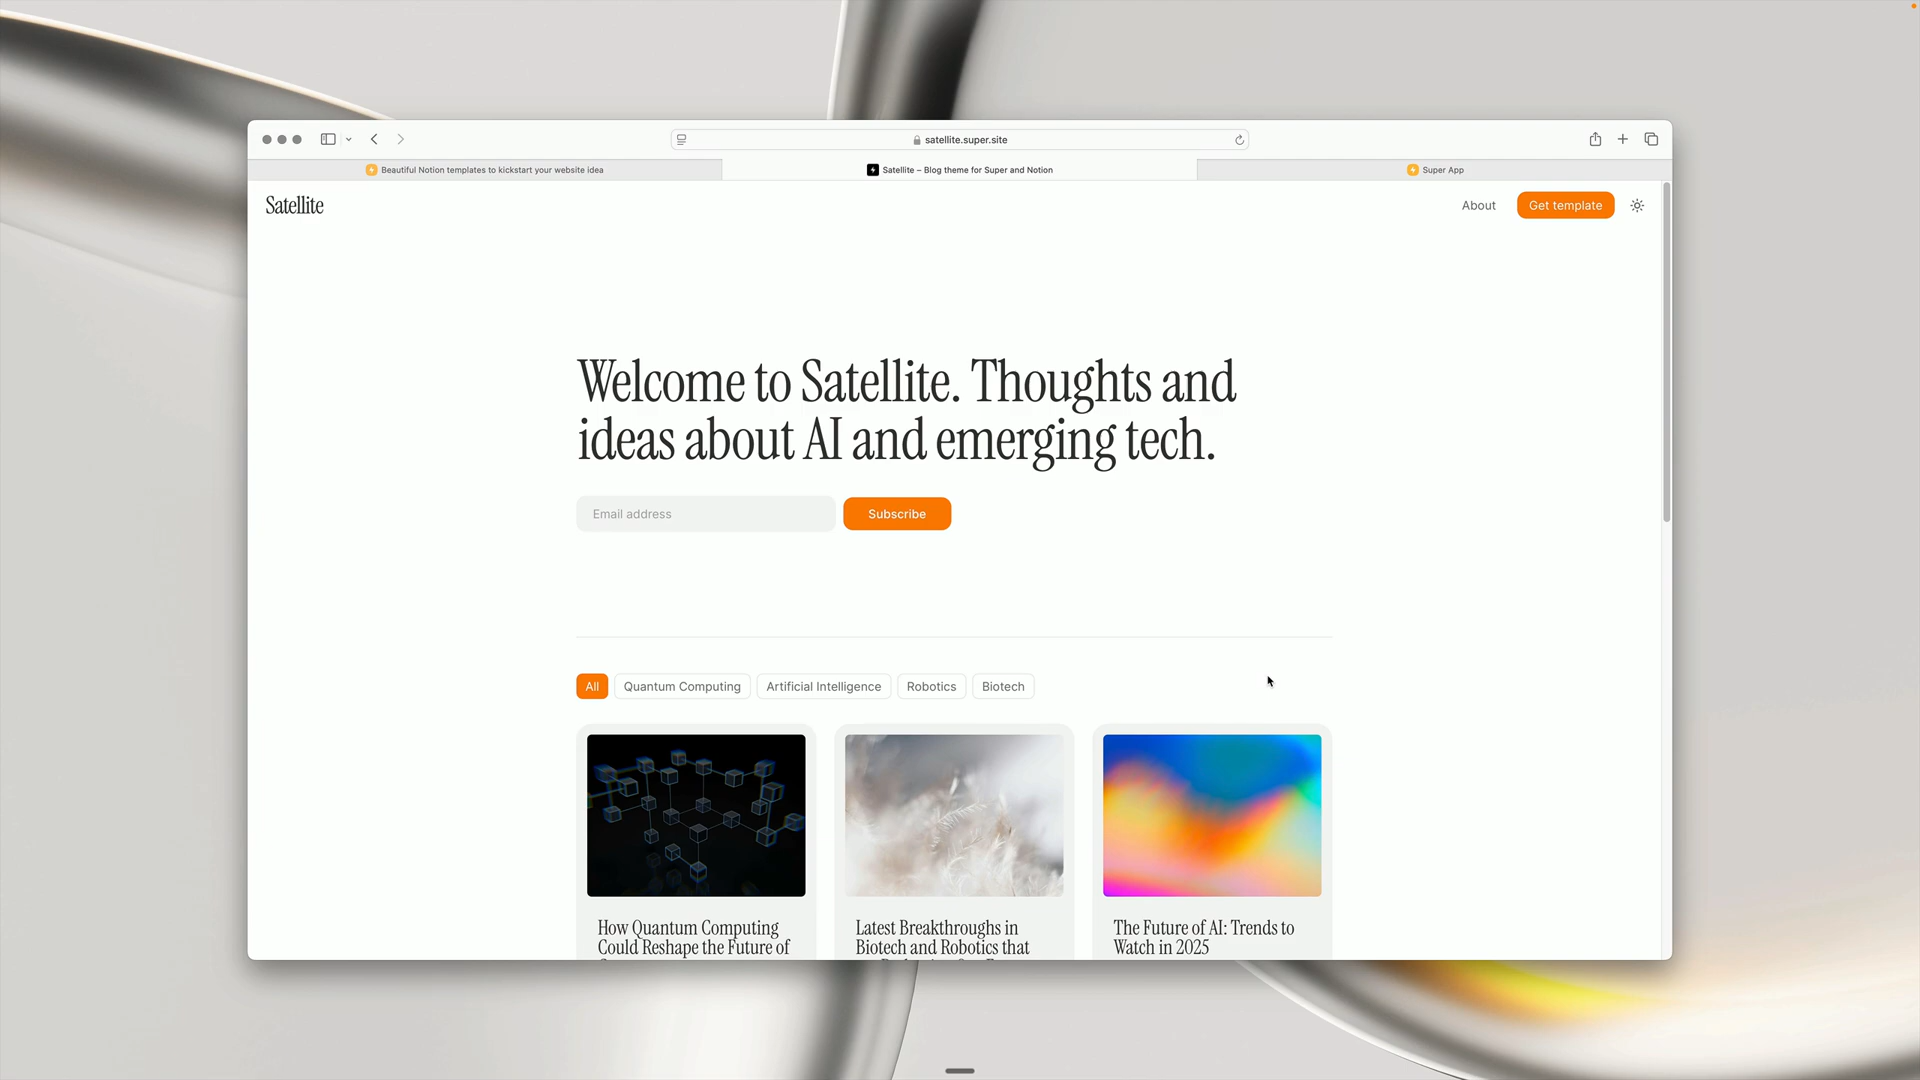 satellite.super.site
Beautiful Notion templates to kickstart your website idea
Satellite – Blog theme for Super and Notion
Super App
Satellite
About
Get template
Welcome to Satellite. Thoughts and
ideas about AI and emerging tech.
Email address
Subscribe
All
Quantum Computing
Artificial Intelligence
Robotics
Biotech
How Quantum Computing
Could Reshape the Future of
Latest Breakthroughs in
Biotech and Robotics that
The Future of AI: Trends to
Watch in 2025